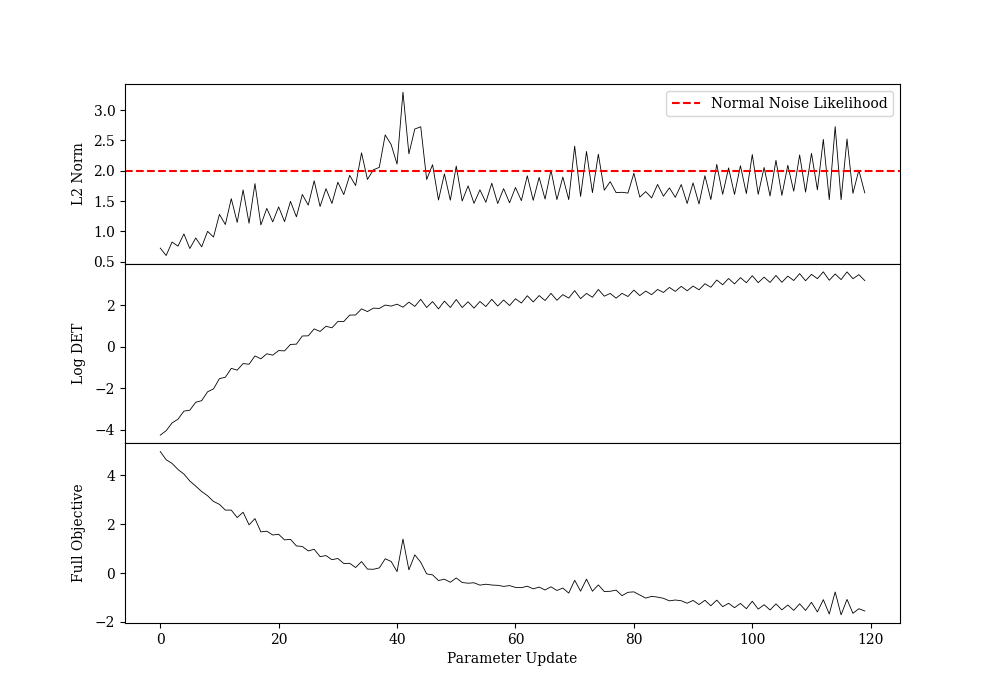 Normal Noise Likelihood
L2 Norm
3.0
2.5
2.0
1.5
1.0
0.5
Log DET
2
0
−2
−4
Full Objective
4
2
0
−2
0 20 40 60 80 100 120
Parameter Update